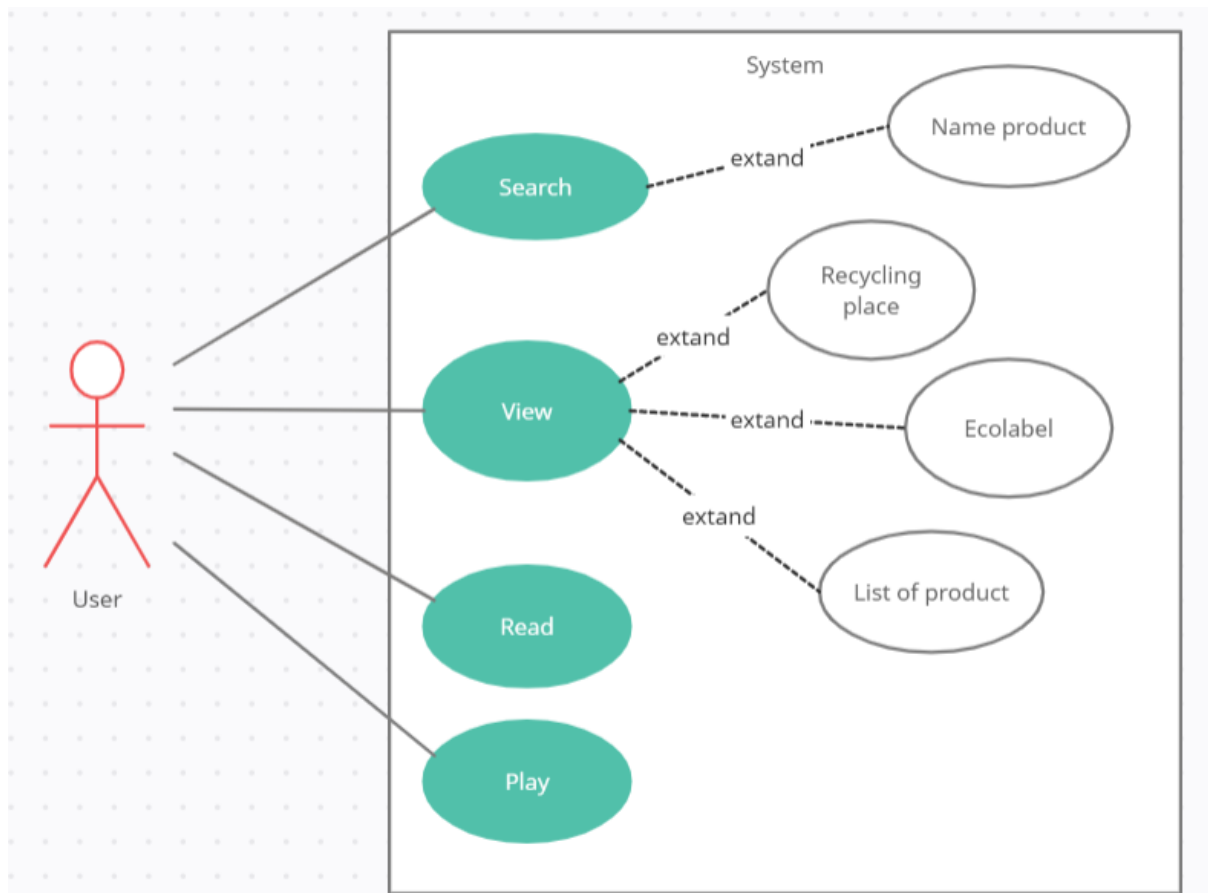 System
Name product
extand
Search
Recycling
place
extand
View
extand
Ecolabel
extand
List of product
User
Read
Play